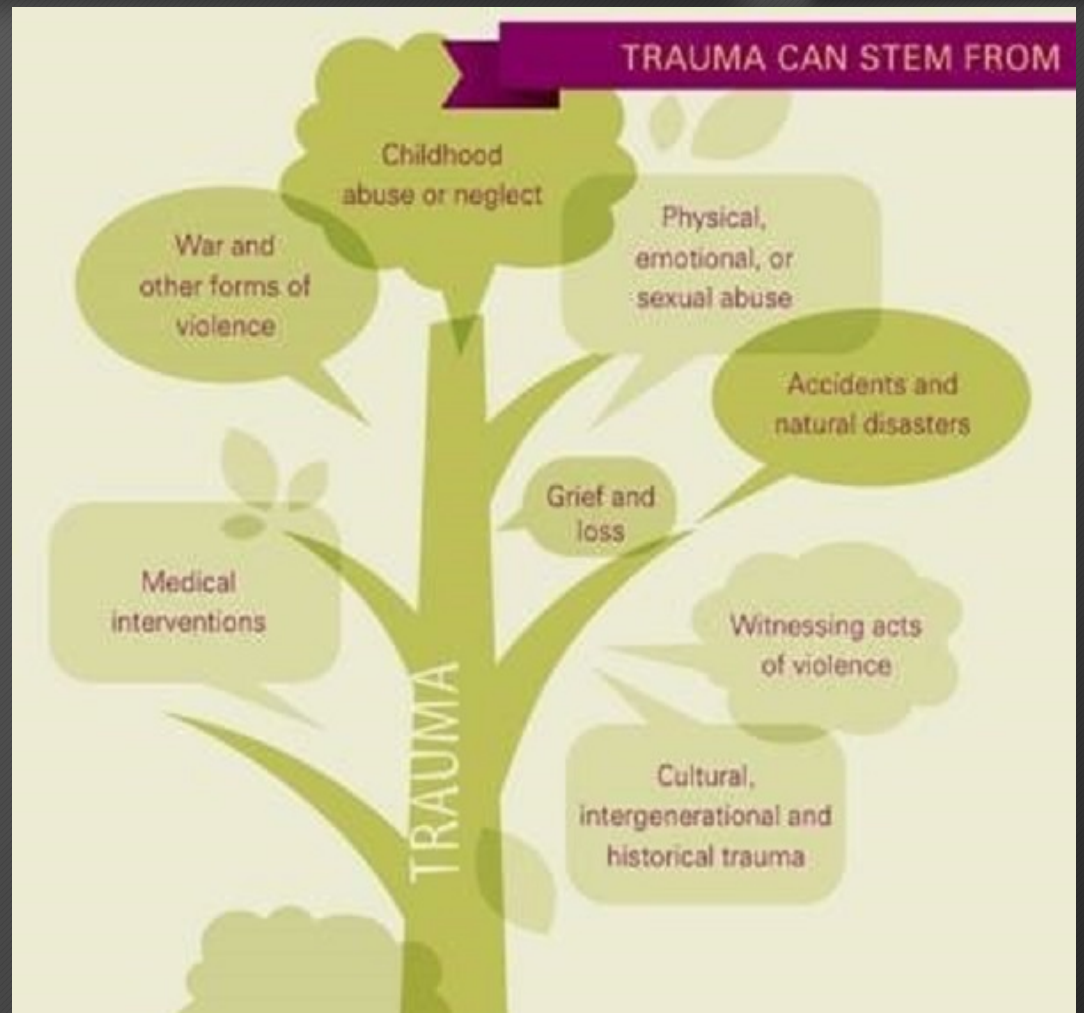 TRAUMA CAN STEM FROM
Childhood
abuse or neglect
War and
other forms of
violence
Physical,
emotional, or
sexual abuse
Accidents and
natural disasters
Grief and
loss
Medical
interventions
Witnessing acts
of violence
Cultural,
intergenerational and
historical trauma
TRAUMA